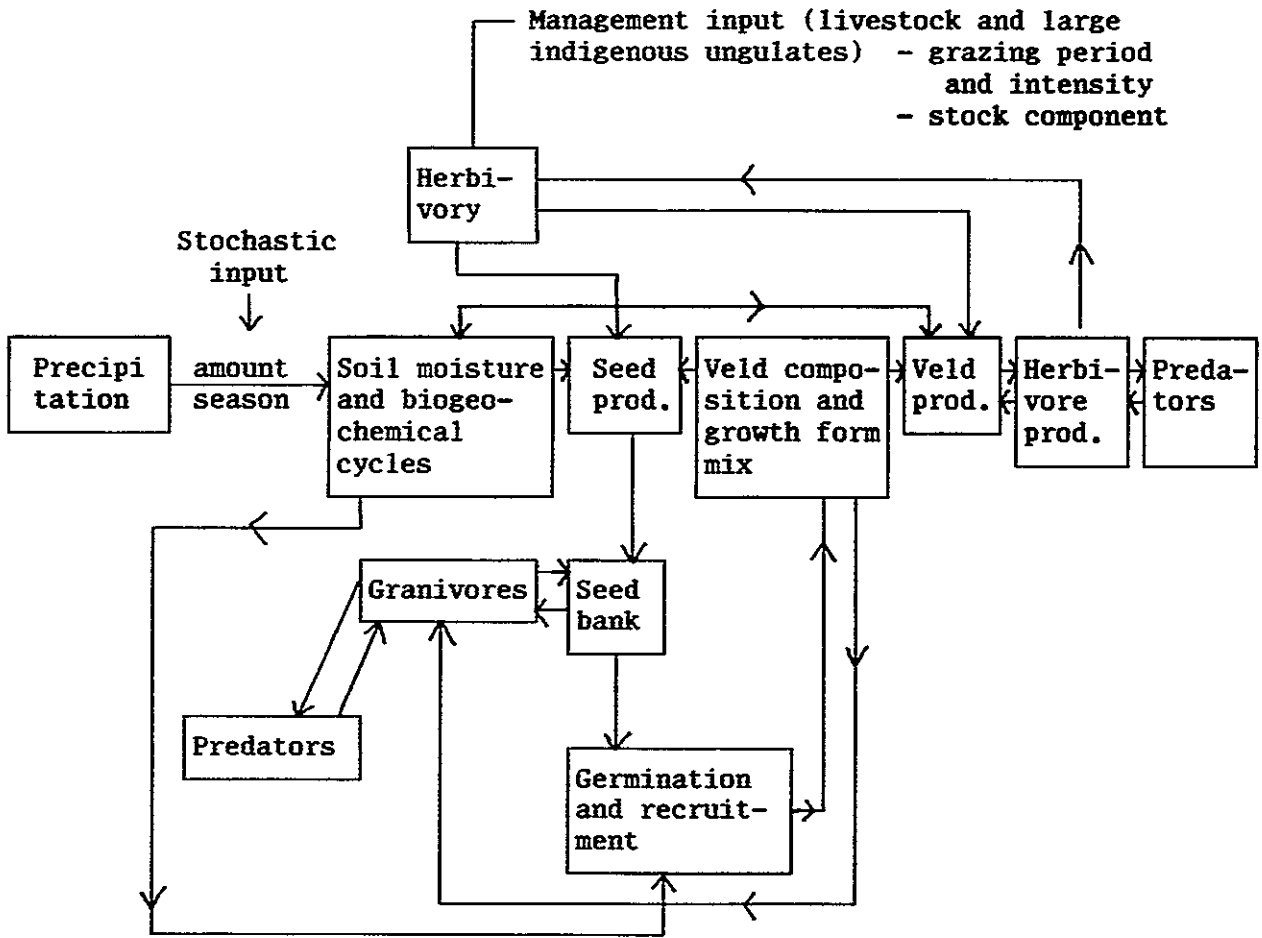 Management input (livestock and large
indigenous ungulates) - grazing period
and intensity
- stock component
Herbi-
vory
Stochastic
input
Precipi
tation
amount
season
Soil moisture
and biogeo-
chemical
cycles
Seed
prod.
Veld compo-
sition and
growth form
mix
Veld
prod.
Herbi-
vore
prod.
Preda-
tors
Granivores
Seed
bank
Predators
Germination
and recruit-
ment